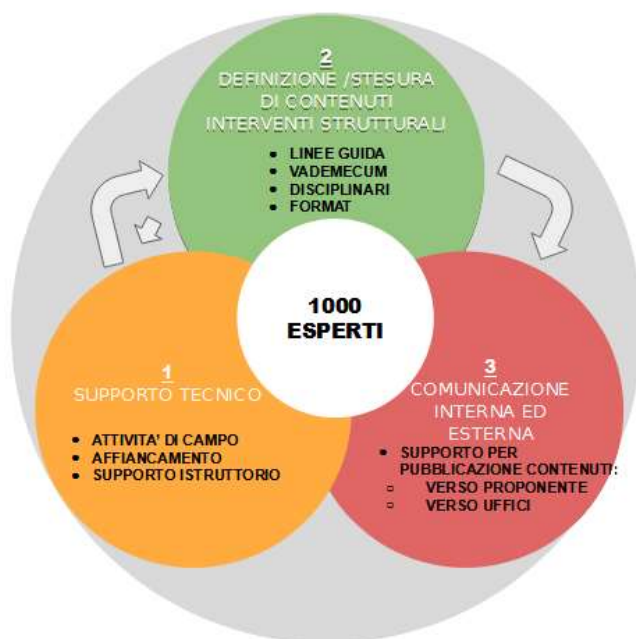 2
DEFINIZIONE /STESURA
DI CONTENUTI
INTERVENTI STRUTTURALI
• LINEE GUIDA
• VADEMECUM
• DISCIPLINARI
• FORMAT
1000
ESPERTI
1
SUPPORTO TECNICO
• ATTIVITA' DI CAMPO
• AFFIANCAMENTO
• SUPPORTO ISTRUTTORIO
3
COMUNICAZIONE
INTERNA ED
ESTERNA
• SUPPORTO PER
PUBBLICAZIONE CONTENUTI:
▫ VERSO PROPONENTE
▫ VERSO UFFICI